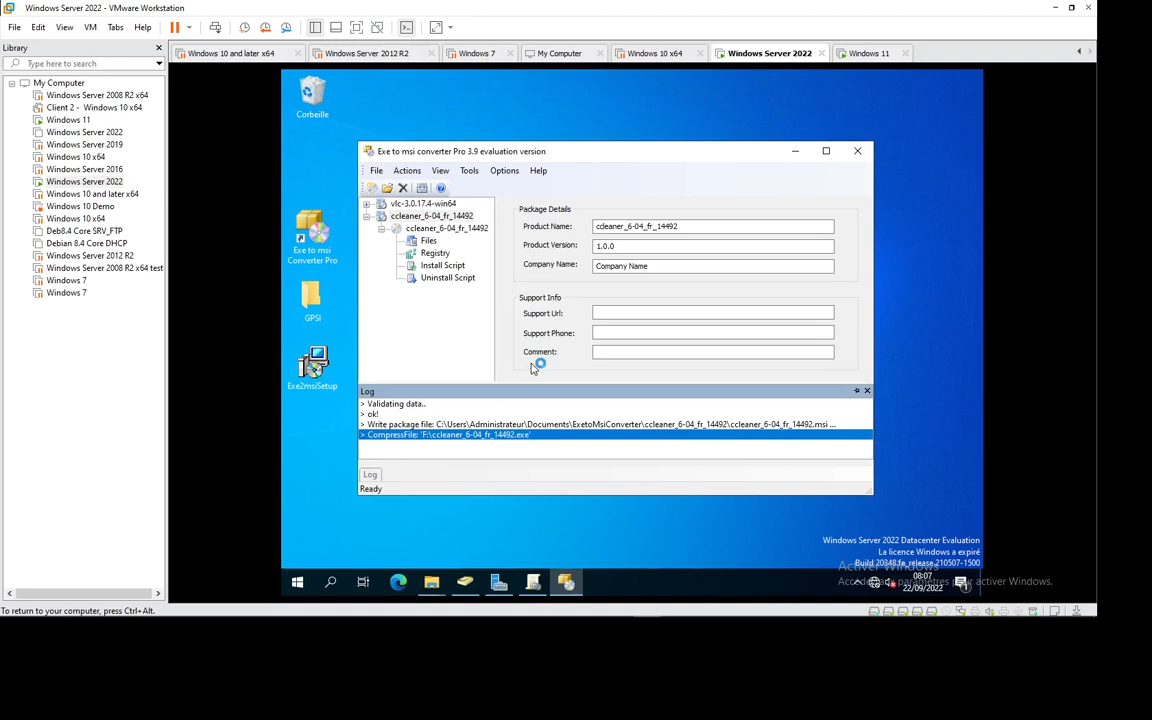 Windows Server 2022 - VMware Workstation
File Edit View VM Tabs Help
Library
Type here to search
My Computer
Windows Server 2008 R2 x64
Client 2 - Windows 10 x64
Windows 11
Windows Server 2022
Windows Server 2019
Windows 10 x64
Windows Server 2016
Windows Server 2022
Windows 10 and later x64
Windows 10 Demo
Windows 10 x64
Deb8.4 Core SRV_FTP
Debian 8.4 Core DHCP
Windows 2012 R2
Windows Server 2008 R2 x64 test
Windows 7
Windows 7
Windows 10 and later x64
Windows Server 2012 R2
Windows 7
My Computer
Windows 10 x64
Windows Server 2022
Windows 11
Corbeille
Exe to msi
Converter Pro
GPSI
Exe2msiSetup
Exe to msi converter Pro 3.9 evaluation version
File Actions View Tools Options Help
vlc-3.0.17.4-win64
ccleaner_6-04_fr_14492
ccleaner_6-04_fr_14492
Files
Registry
Install Script
Uninstall Script
Package Details
Product Name: ccleaner_6-04_fr_14492
Product Version: 1.0.0
Company Name: Company Name
Support Info
Support Url:
Support Phone:
Comment:
Log
> Validating data..
> ok!
> Write package file: C:\Users\Administrateur\Documents\ExetoMsiConverter\ccleaner_6-04_fr_14492\ccleaner_6-04_fr_14492.msi ...
> CompressFile: 'F:\ccleaner_6-04_fr_14492.exe'
Log
Ready
Windows Server 2022 Datacenter Evaluation
La licence Windows a expiré
Build 20348.fe_release.210507-1500
Activer Windows
08:07
22/09/2022
To return to your computer, press Ctrl+Alt.